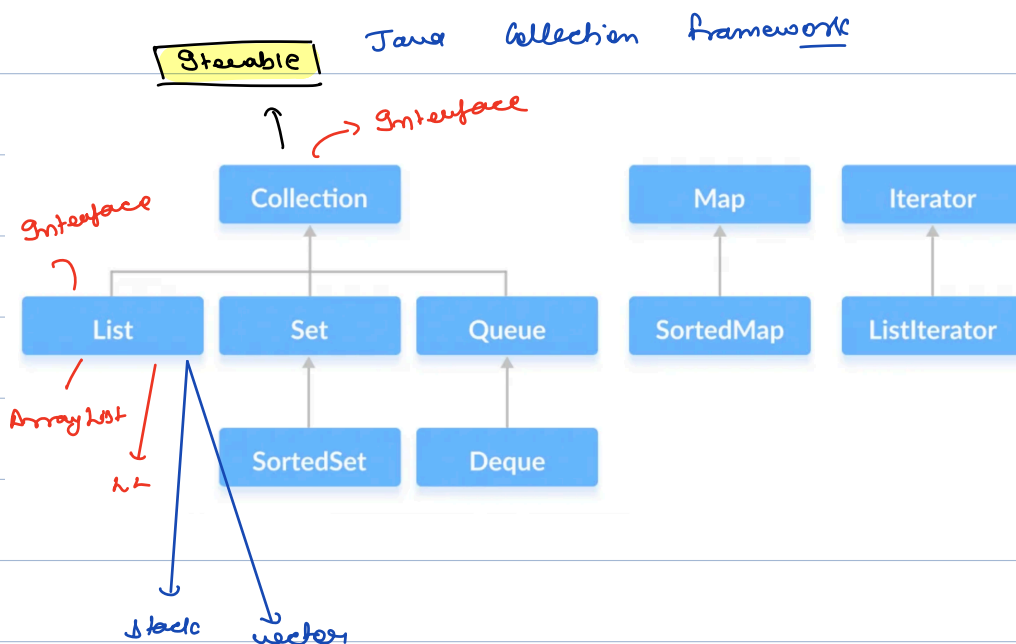 Java Collection framework
Iterable
Interface
Collection
Map
Iterator
Interface
List
Set
Queue
SortedMap
ListIterator
ArrayList
SortedSet
Deque
LL
Stack
vector